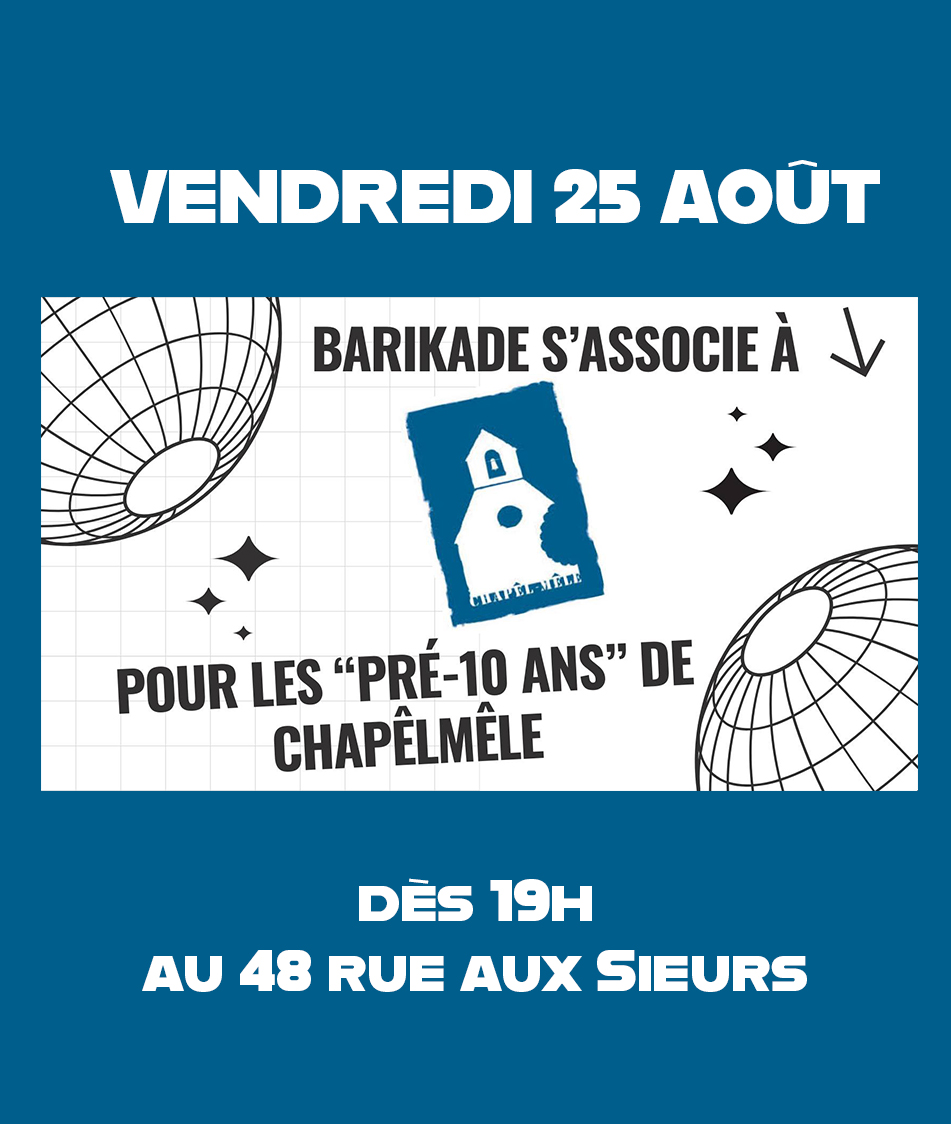 VENDREDI 25 AOÛT
BARIKADE S’ASSOCIE À
CHAPÊL-MÊLE
POUR LES “PRÉ-10 ANS” DE
CHAPÊLMÊLE
DÈS 19H
AU 48 RUE AUX SIEURS